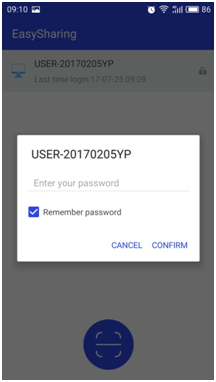 09:10 86
EasySharing
USER-20170205YP
Last time login:17-07-25 09:09
USER-20170205YP
Enter your password
Remember password
CANCEL CONFIRM